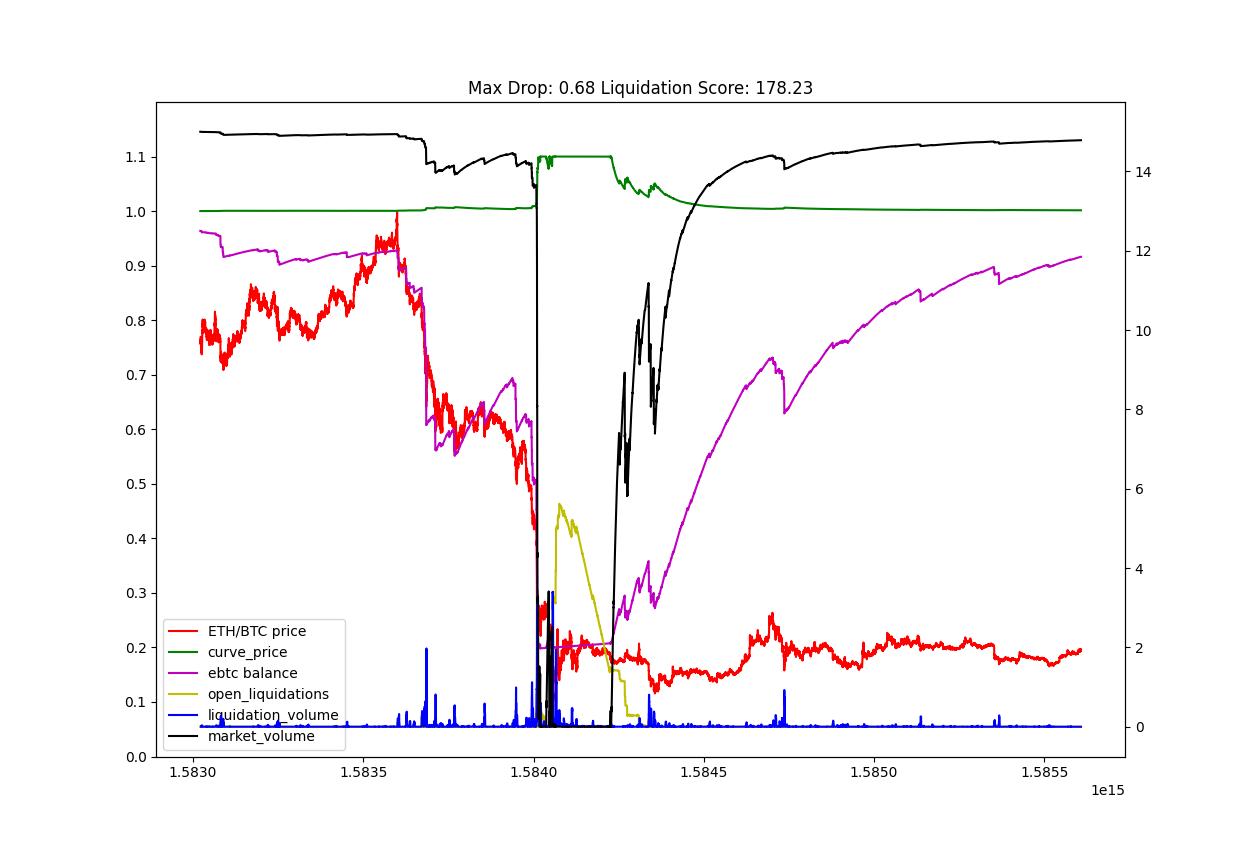 Max Drop: 0.68 Liquidation Score: 178.23
1.1
1.0
0.9
0.8
0.7
0.6
0.5
0.4
0.3
0.2
0.1
0.0
14
12
10
8
6
4
2
0
ETH/BTC price
curve_price
ebtc balance
open_liquidations
liquidation_volume
market_volume
1.5830 1.5835 1.5840 1.5845 1.5850 1.5855
1e15